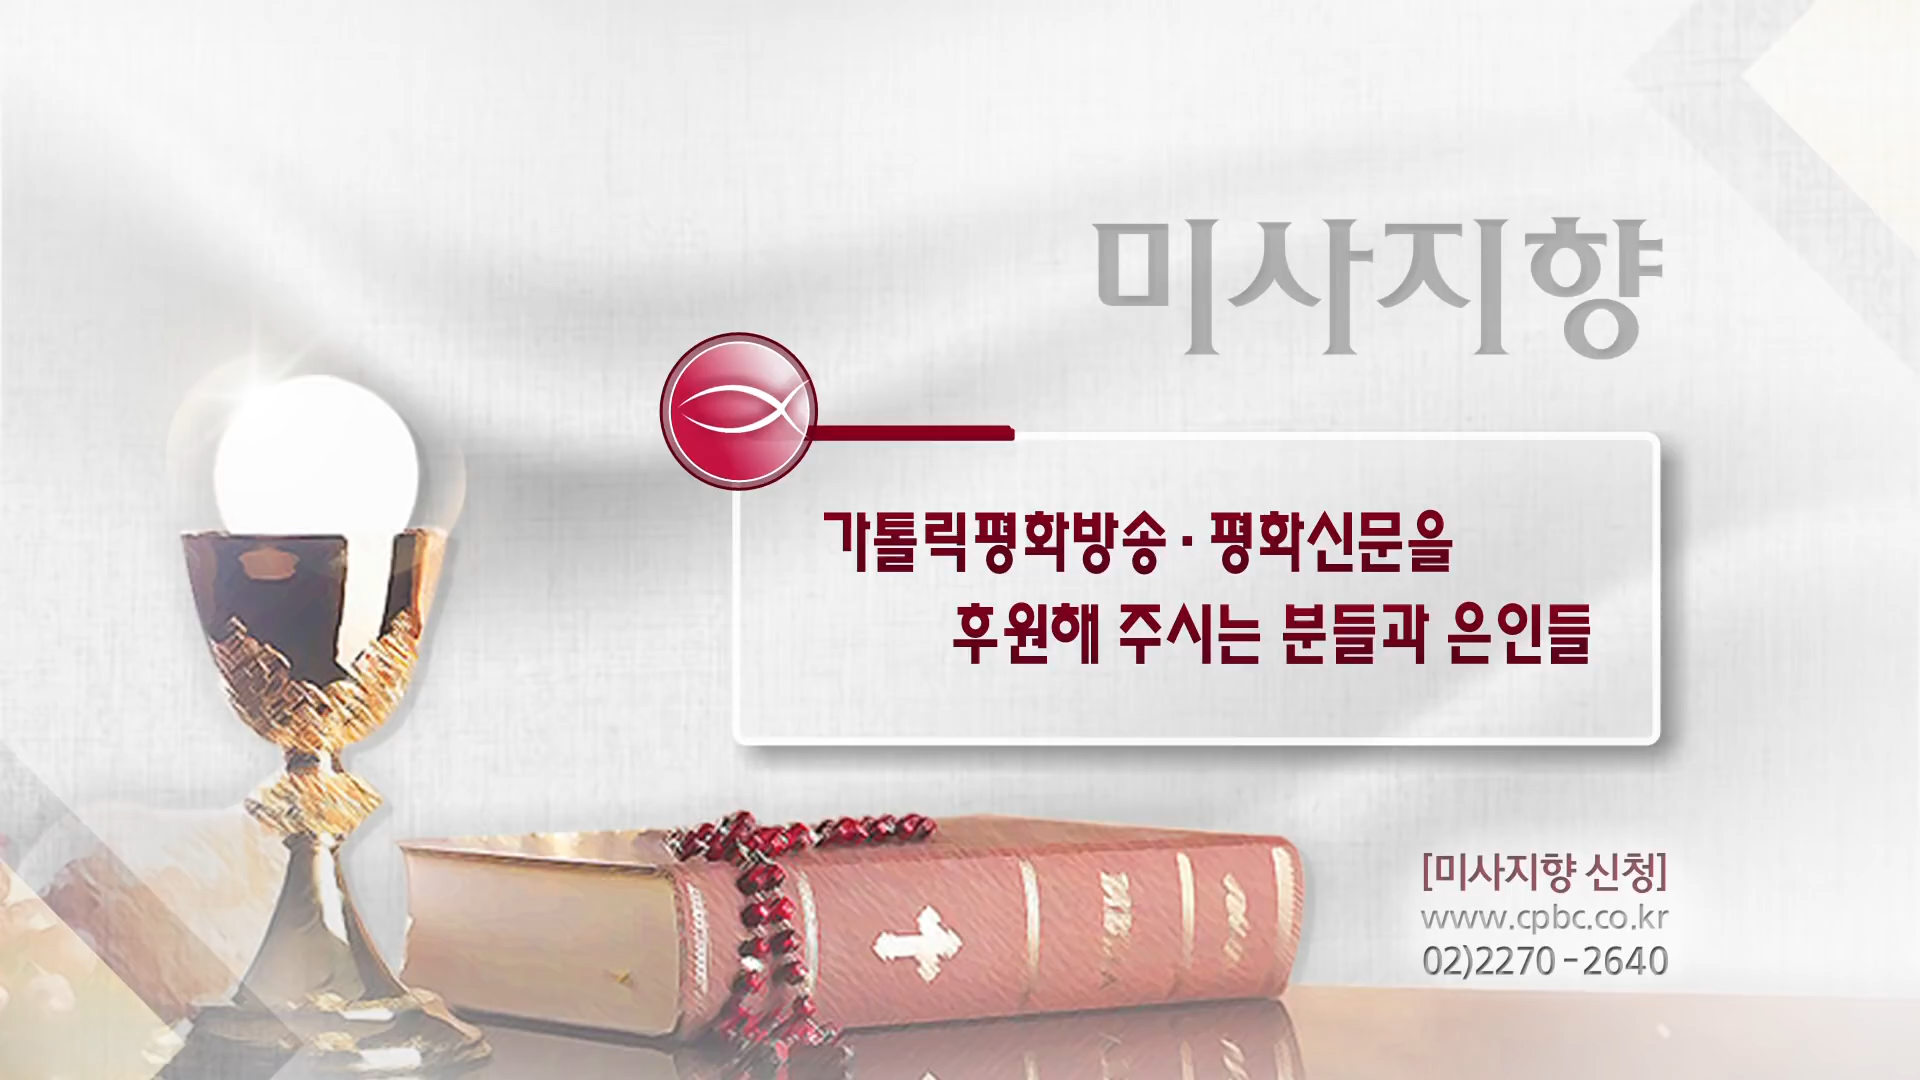 미사지향
가톨릭평화방송·평화신문을
후원해 주시는 분들과 은인들
[미사지향 신청]
www.cpbc.co.kr
02)2270-2640